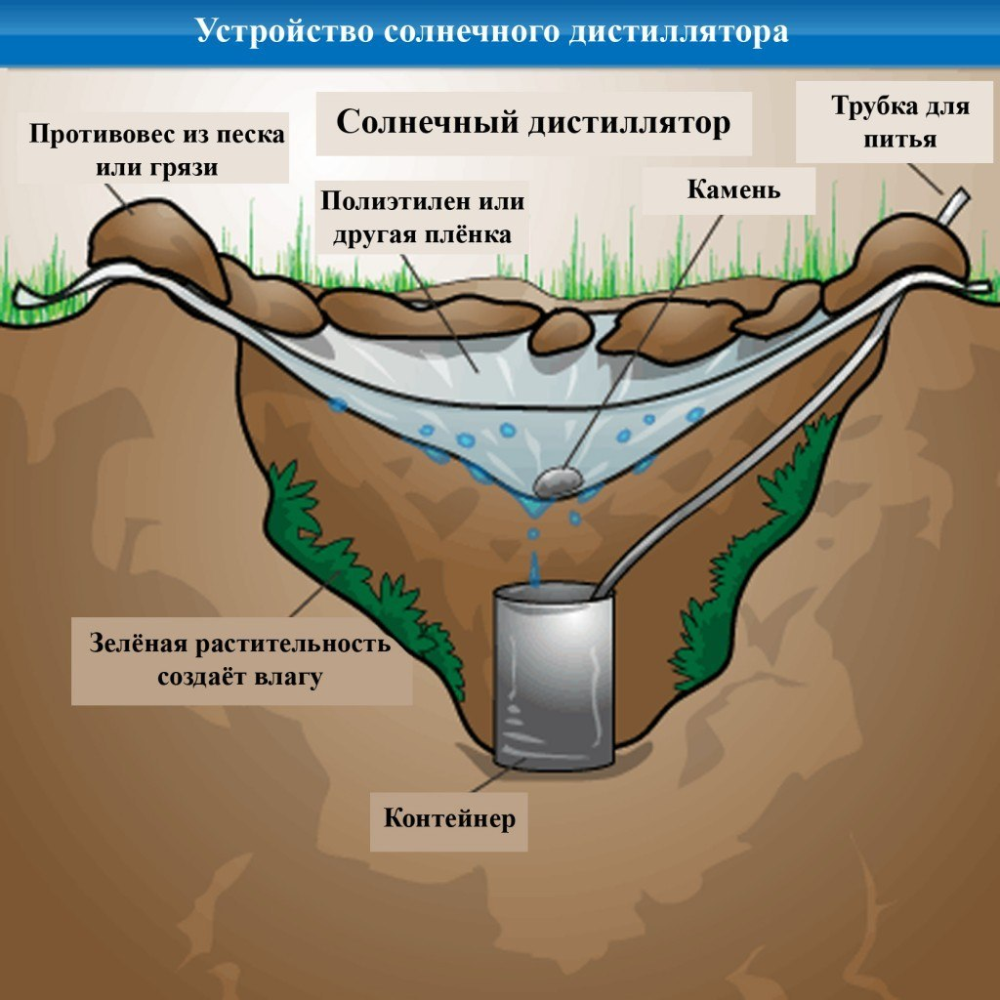 Устройство солнечного дистиллятора
Солнечный дистиллятор
Трубка для
питья
Противовес из песка
или грязи
Полиэтилен или
другая плёнка
Камень
Зелёная растительность
создаёт влагу
Контейнер